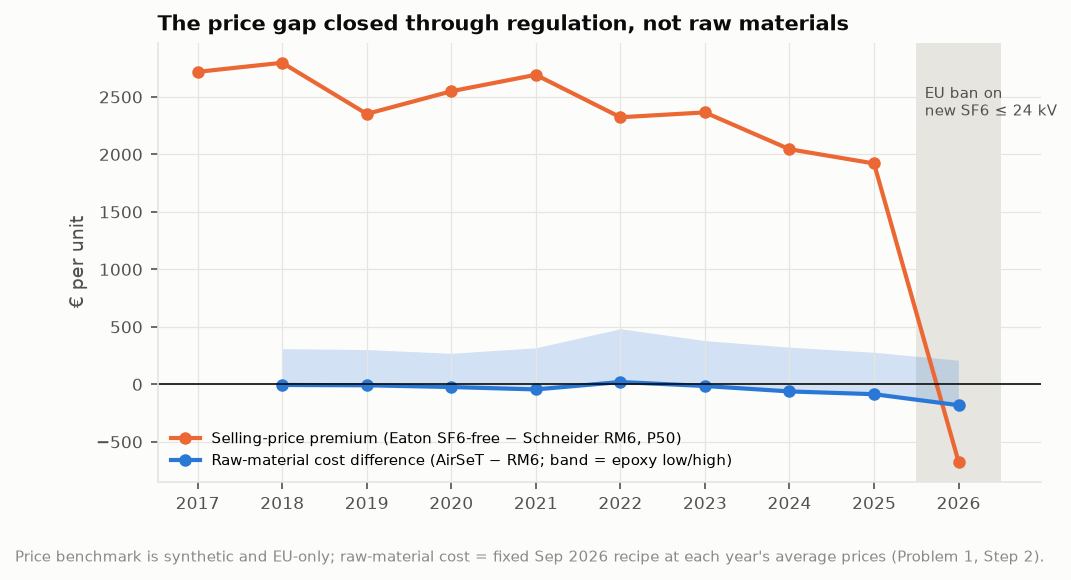 The price gap closed through regulation, not raw materials
€ per unit
2500
2000
1500
1000
500
0
−500
EU ban on
new SF6 ≤ 24 kV
Selling-price premium (Eaton SF6-free − Schneider RM6, P50)
Raw-material cost difference (AirSeT − RM6; band = epoxy low/high)
2017 2018 2019 2020 2021 2022 2023 2024 2025 2026
Price benchmark is synthetic and EU-only; raw-material cost = fixed Sep 2026 recipe at each year's average prices (Problem 1, Step 2).